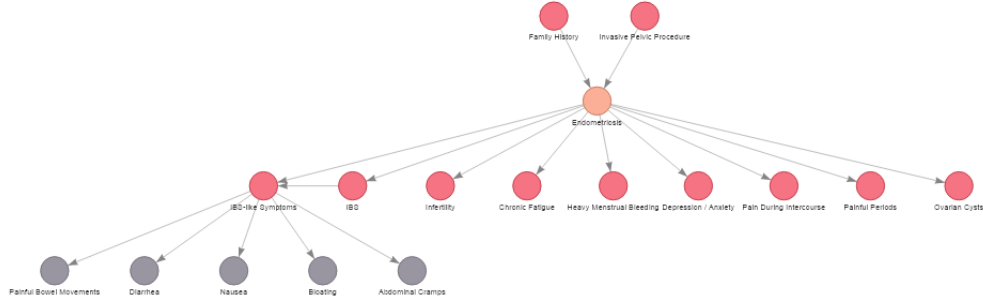 Family History
Invasive Pelvic Procedure
Endometriosis
IBS-like Symptoms
IBS
Infertility
Chronic Fatigue
Heavy Menstrual Bleeding
Depression / Anxiety
Pain During Intercourse
Painful Periods
Ovarian Cysts
Painful Bowel Movements
Diarrhea
Nausea
Bloating
Abdominal Cramps